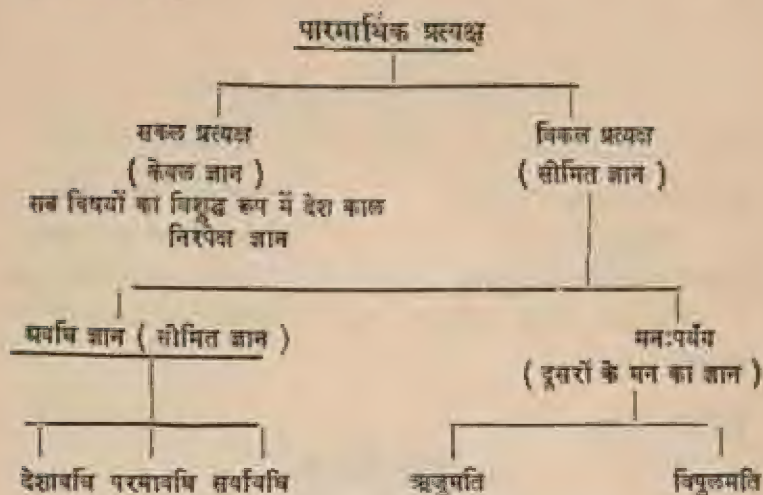 पारमार्थिक प्रत्यक्ष
सकल प्रत्यक्ष
( केवल ज्ञान )
सब विषयों का विशुद्ध रूप में देश काल
निरपेक्ष ज्ञान
विकल प्रत्यक्ष
( सीमित ज्ञान )
अवधि ज्ञान ( सीमित ज्ञान )
मनःपर्यय
( दूसरों के मन का ज्ञान )
देशावधि परमावधि सर्वावधि
ऋजुमति
विपुलमति